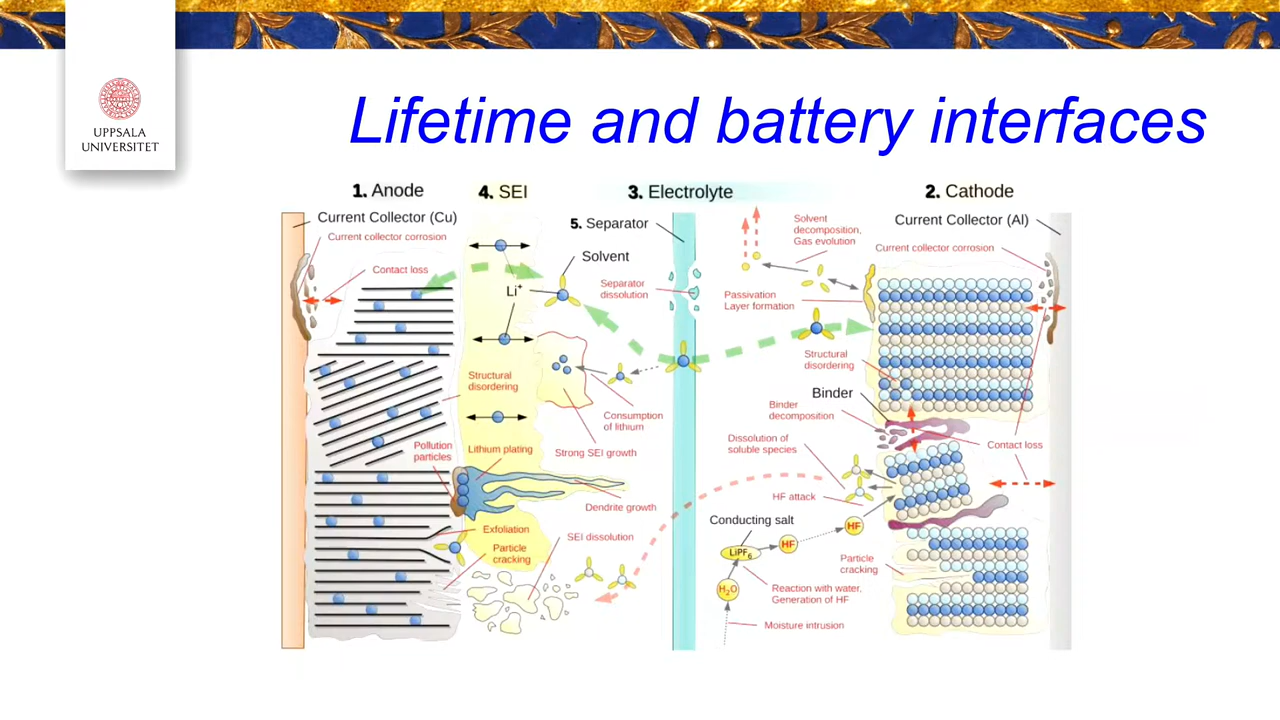 UPPSALA
UNIVERSITET
Lifetime and battery interfaces
1. Anode
4. SEI
3. Electrolyte
2. Cathode
Current Collector (Cu)
Current collector corrosion
Contact loss
5. Separator
Solvent
Li+
Separator
dissolution
Solvent
decomposition,
Gas evolution
Current Collector (Al)
Current collector corrosion
Passivation
Layer formation
Structural
disordering
Structural
disordering
Binder
Binder
decomposition
Consumption
of lithium
Pollution
particles
Lithium plating
Strong SEI growth
Dissolution of
soluble species
Contact loss
Dendrite growth
HF attack
Exfoliation
Particle
cracking
SEI dissolution
Conducting salt
LiPF6
HF
HF
H2O
Particle
cracking
Reaction with water,
Generation of HF
Moisture intrusion